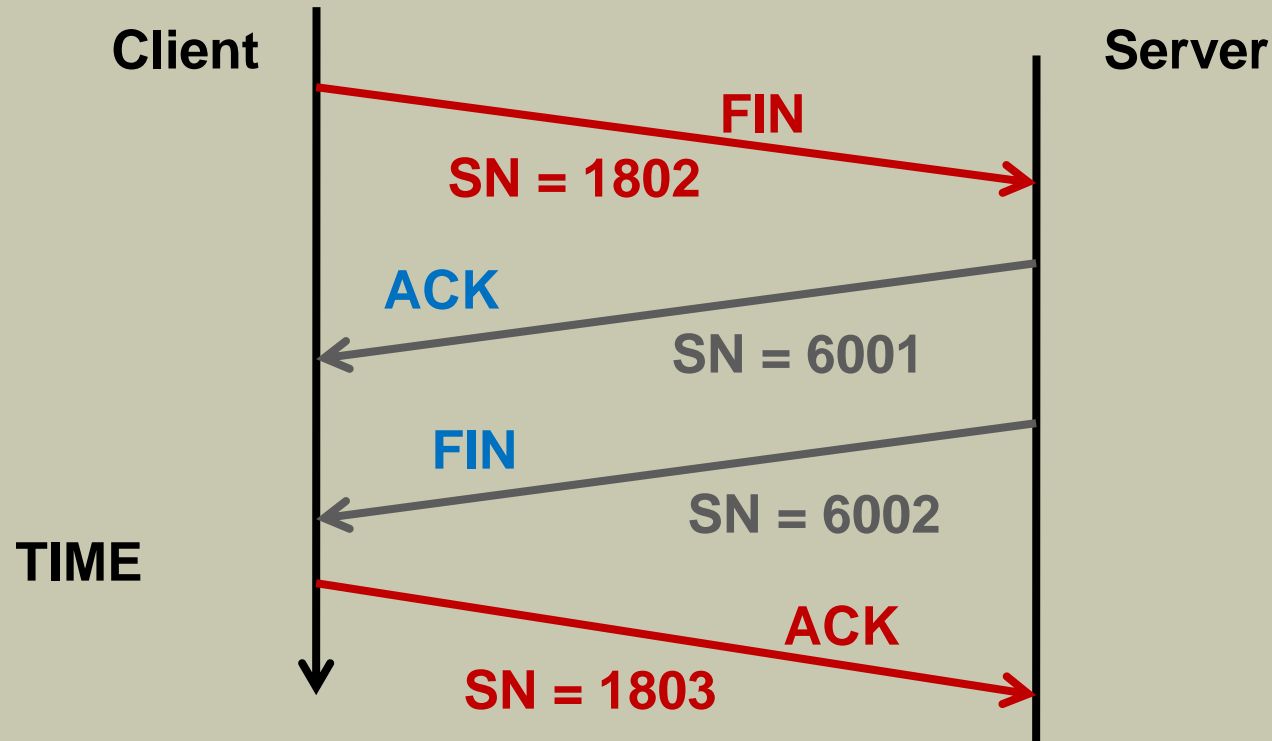 Client
Server
FIN
SN = 1802
ACK
SN = 6001
FIN
SN = 6002
TIME
ACK
SN = 1803